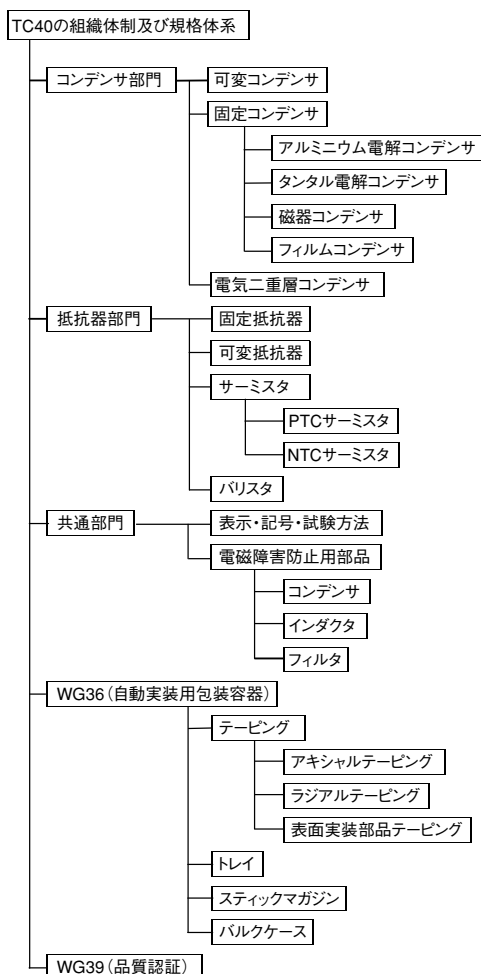 TC40の組織体制及び規格体系
コンデンサ部門
可変コンデンサ
固定コンデンサ
アルミニウム電解コンデンサ
タンタル電解コンデンサ
磁器コンデンサ
フィルムコンデンサ
電気二重層コンデンサ
抵抗器部門
固定抵抗器
可変抵抗器
サーミスタ
PTCサーミスタ
NTCサーミスタ
バリスタ
共通部門
表示・記号・試験方法
電磁障害防止用部品
コンデンサ
インダクタ
フィルタ
WG36(自動実装用包装容器)
テーピング
アキシャルテーピング
ラジアルテーピング
表面実装部品テーピング
トレイ
スティックマガジン
バルクケース
WG39(品質認証)